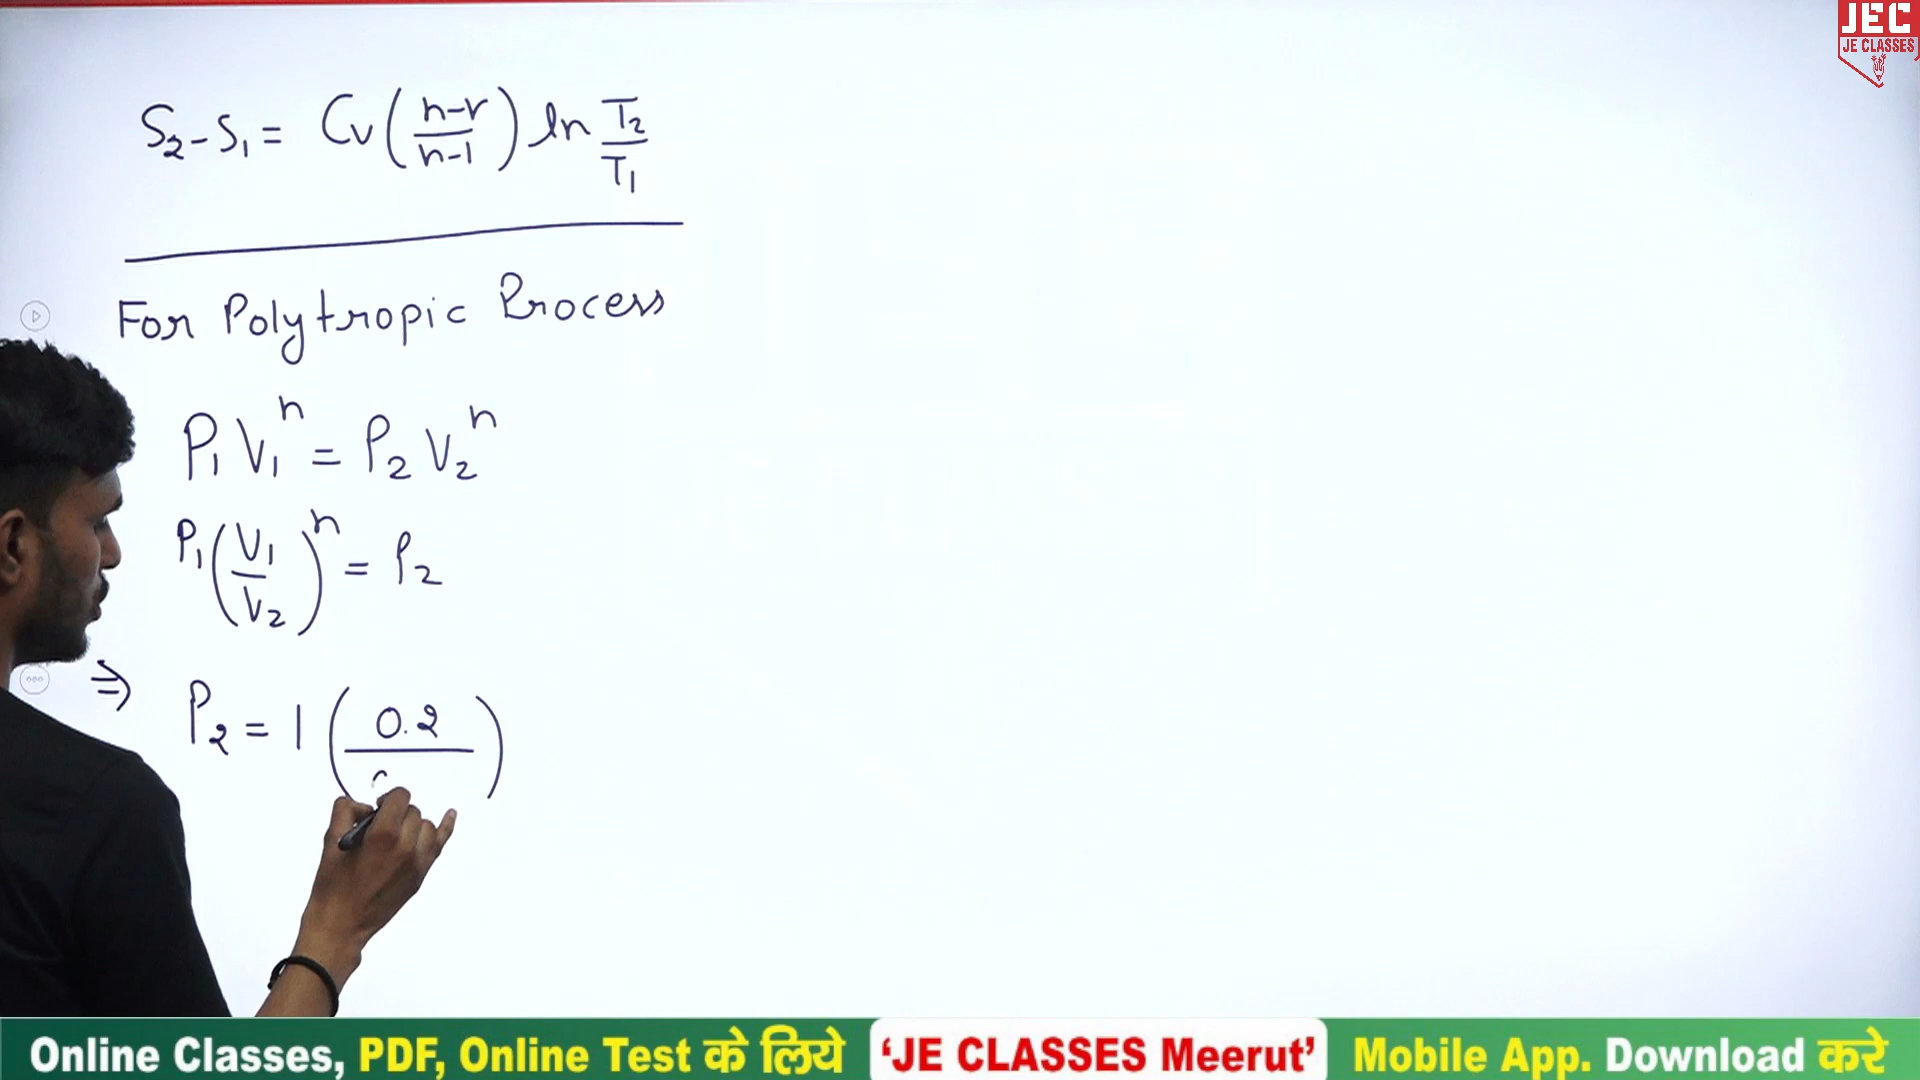 JEC
JE CLASSES
S₂-S₁ = Cv((n-r)/(n-1)) ln T₂/T₁
For Polytropic Process
P₁V₁ⁿ = P₂V₂ⁿ
P₁(V₁/V₂)ⁿ = P₂
⇒ P₂ = 1(0.2/ )
Online Classes, PDF, Online Test के लिये 'JE CLASSES Meerut' Mobile App. Download करे